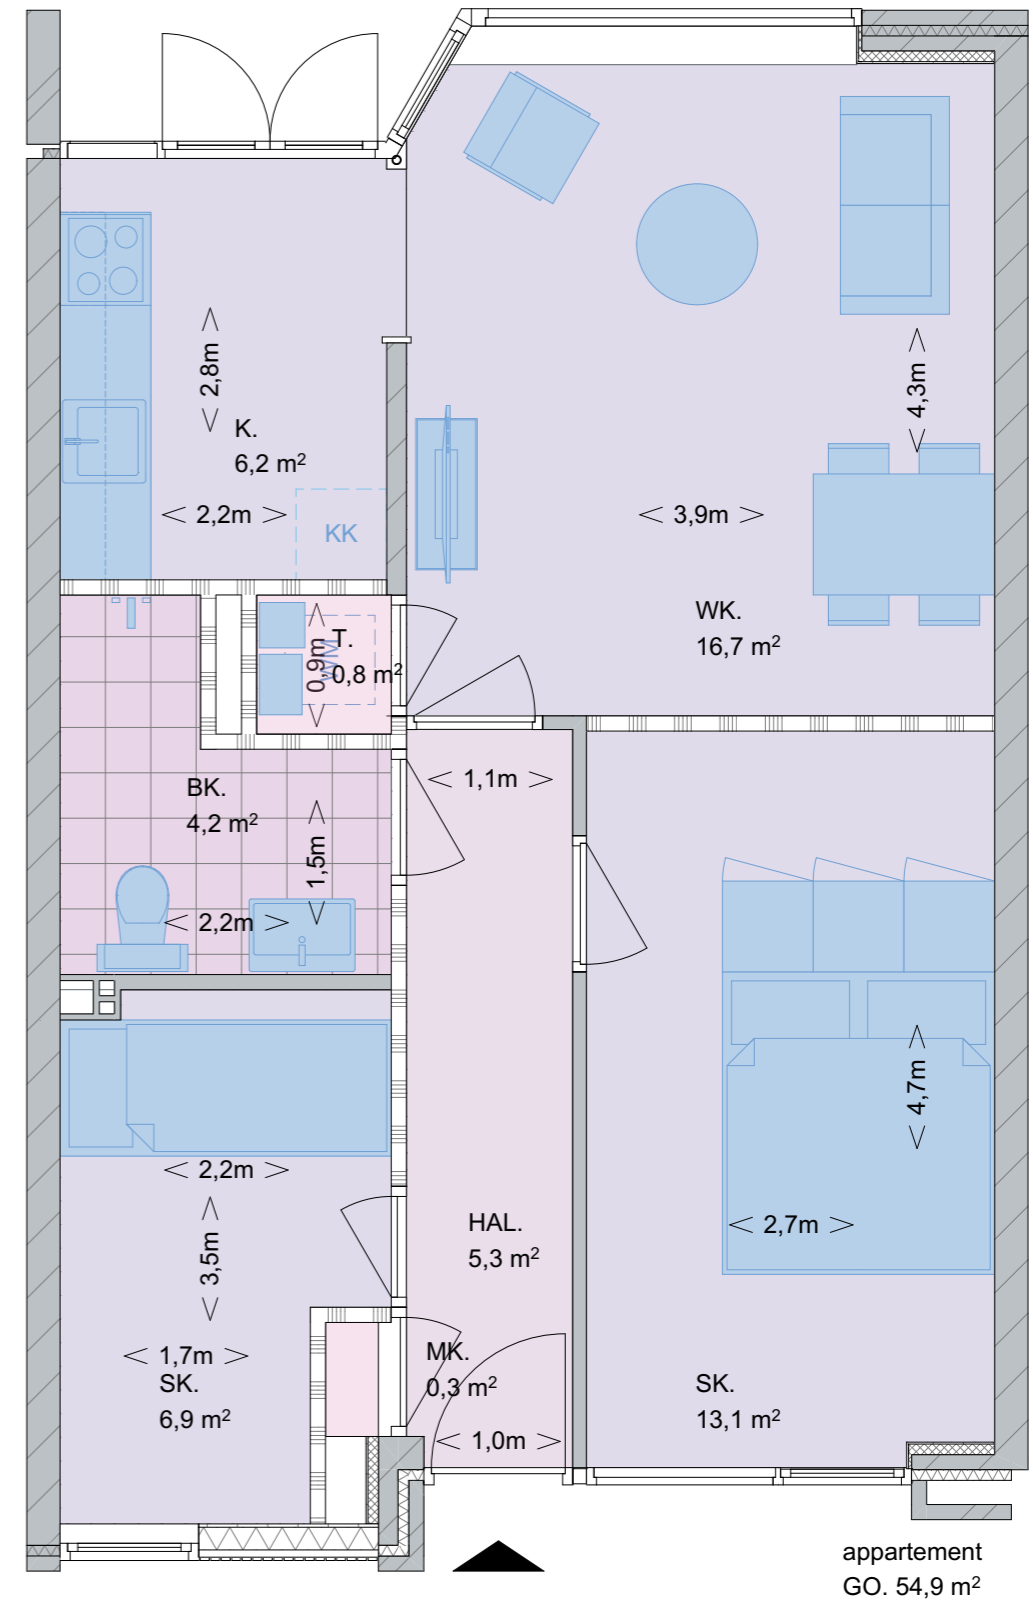 2,8m
K.
6,2 m²
2,2m
KK
4,3m
3,9m
WK.
16,7 m²
T.
0,8 m²
0,9m
WM
BK.
4,2 m²
1,5m
2,2m
1,1m
4,7m
2,7m
2,2m
3,5m
1,7m
SK.
6,9 m²
HAL.
5,3 m²
MK.
0,3 m²
1,0m
SK.
13,1 m²
appartement
GO. 54,9 m²